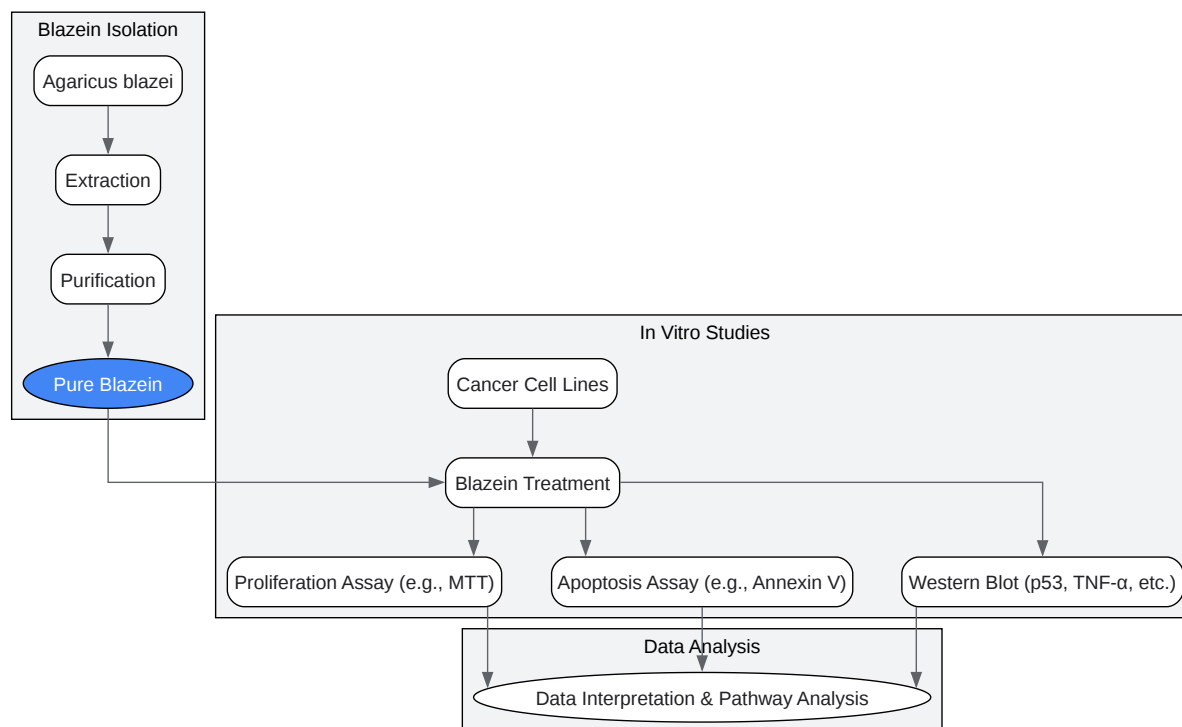 Blazein Isolation
Agaricus blazei
Extraction
Purification
Pure Blazein
In Vitro Studies
Cancer Cell Lines
Blazein Treatment
Proliferation Assay (e.g., MTT)
Apoptosis Assay (e.g., Annexin V)
Western Blot (p53, TNF-α, etc.)
Data Analysis
Data Interpretation & Pathway Analysis